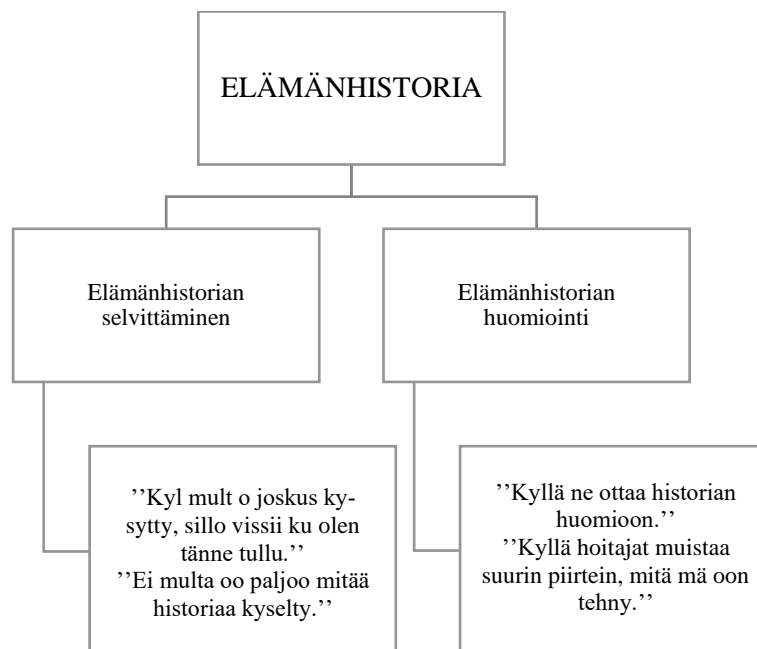 ELÄMÄNHISTORIA
Elämänhistorian
selvittäminen
Elämänhistorian
huomiointi
’’Kyl mult o joskus ky-
sytty, sillo vissii ku olen
tänne tullu.’’
’’Ei multa oo paljoo mitää
historiaa kyselty.’’
’’Kyllä ne ottaa historian
huomioon.’’
’’Kyllä hoitajat muistaa
suurin piirtein, mitä mä oon
tehny.’’